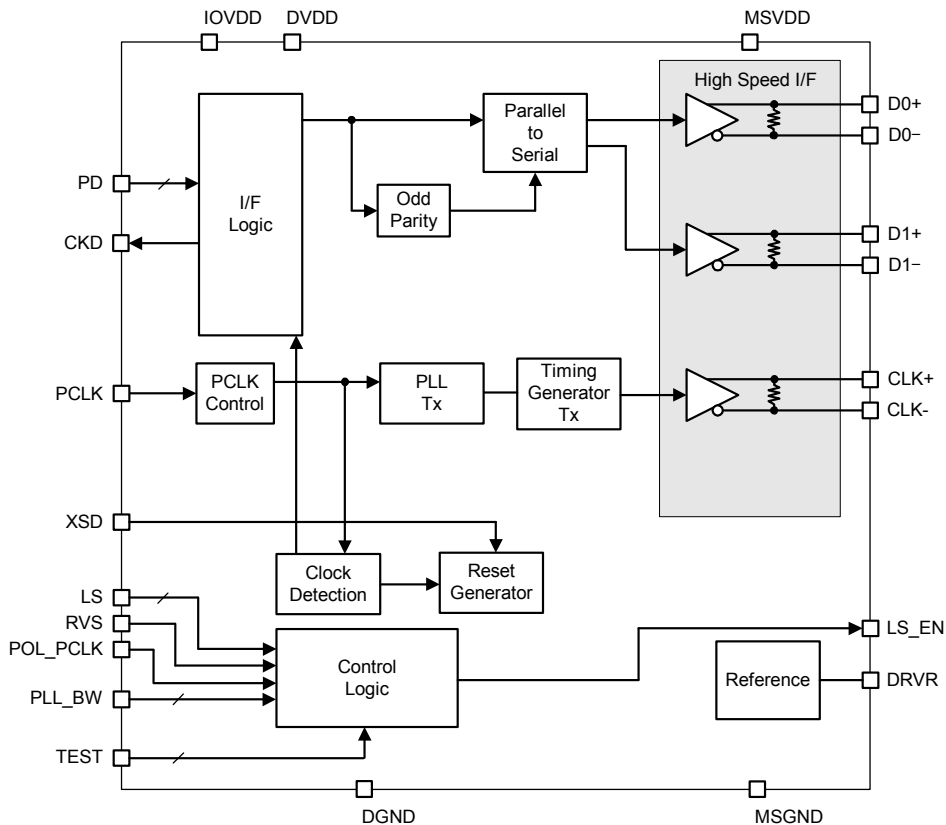 IOVDD
DVDD
MSVDD
High Speed I/F
D0+
D0−
Parallel
to
Serial
PD
I/F
Logic
Odd
Parity
CKD
D1+
D1−
PCLK
PCLK
Control
PLL
Tx
Timing
Generator
Tx
CLK+
CLK-
XSD
Clock
Detection
Reset
Generator
LS
RVS
POL_PCLK
PLL_BW
TEST
Control
Logic
LS_EN
Reference
DRVR
DGND
MSGND